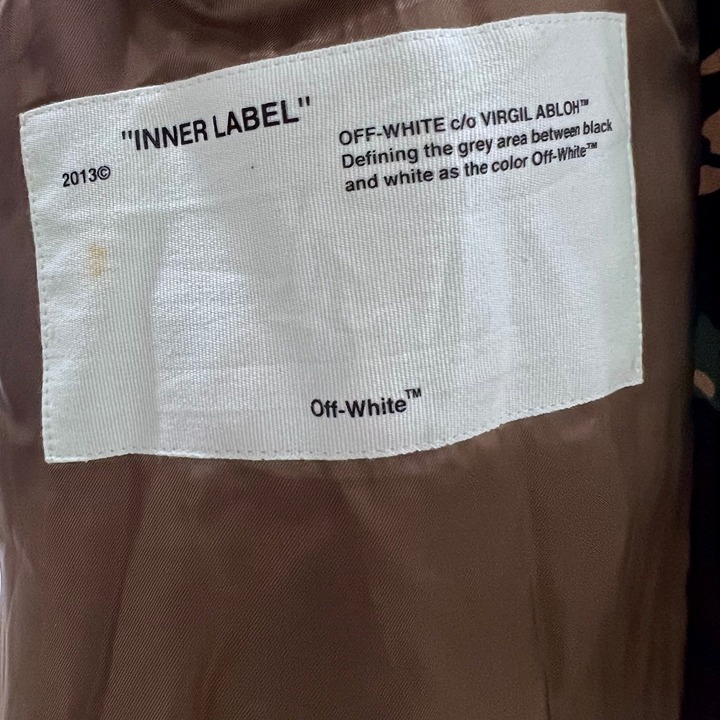 "INNER LABEL"
2013©
OFF-WHITE c/o VIRGIL ABLOH™
Defining the grey area between black
and white as the color Off-White™
Off-White™